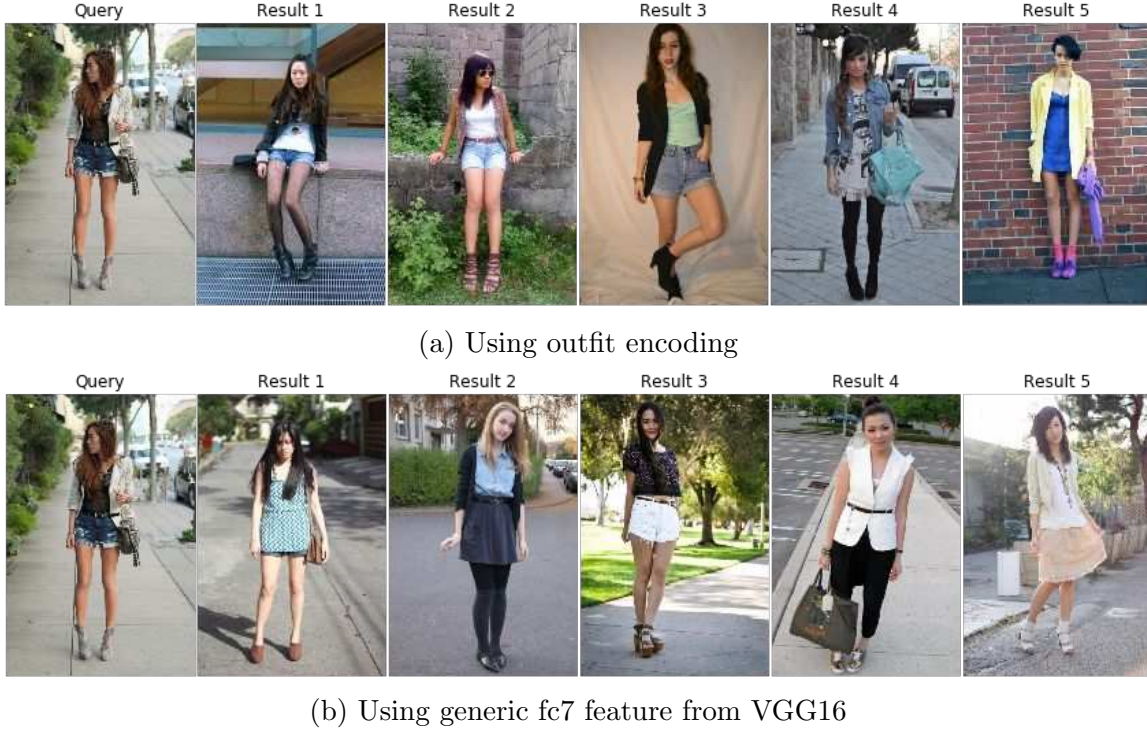 Query Result 1 Result 2 Result 3 Result 4 Result 5
(a) Using outfit encoding
Query Result 1 Result 2 Result 3 Result 4 Result 5
(b) Using generic fc7 feature from VGG16